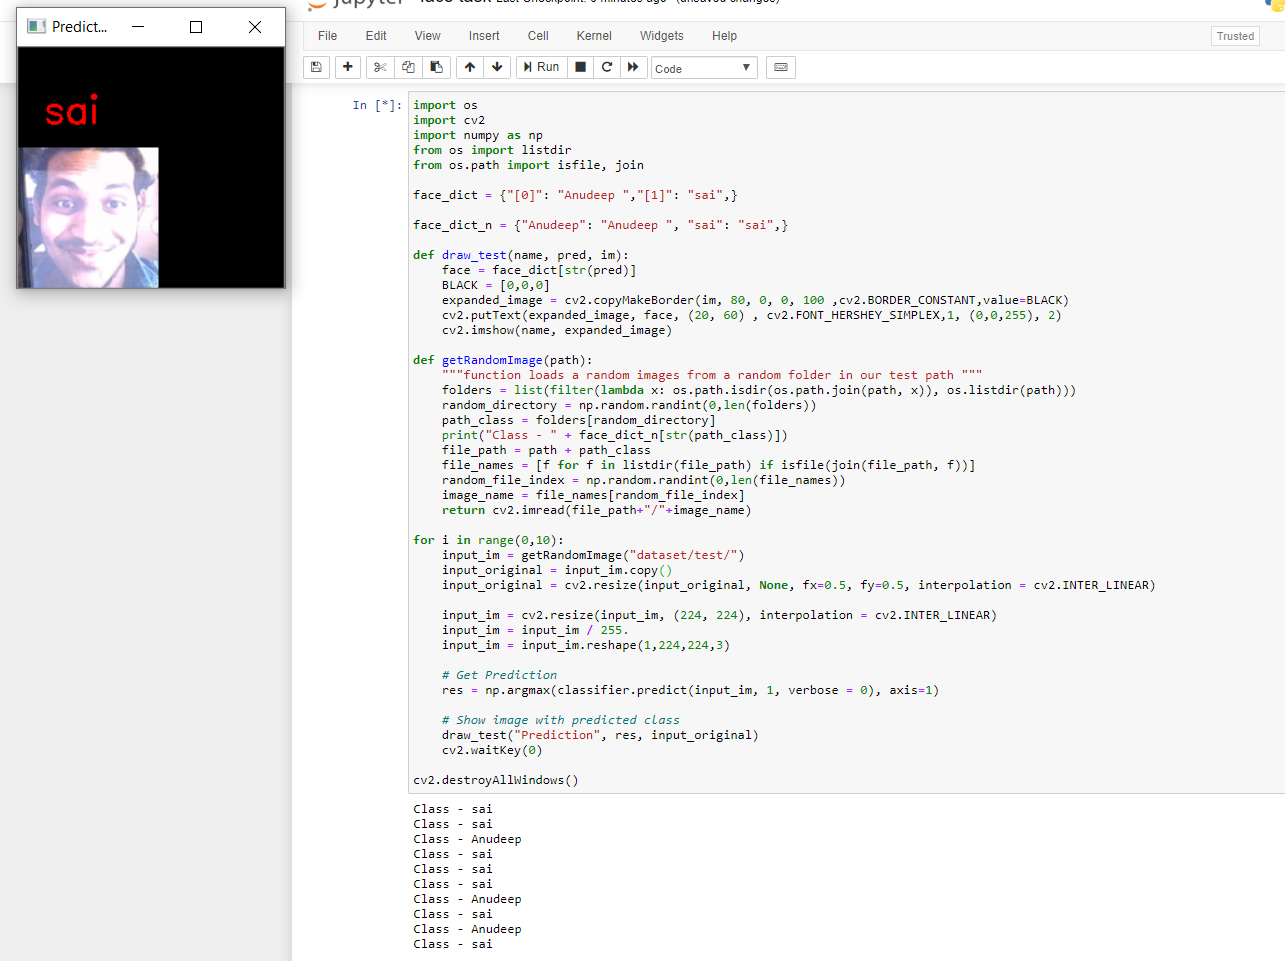 Predict...
sai
File Edit View Insert Cell Kernel Widgets Help
Trusted
Run
Code
In [*]:
import os
import cv2
import numpy as np
from os import listdir
from os.path import isfile, join
face_dict = {"[0]": "Anudeep ","[1]": "sai",}
face_dict_n = {"Anudeep": "Anudeep ", "sai": "sai",}
def draw_test(name, pred, im):
    face = face_dict[str(pred)]
    BLACK = [0,0,0]
    expanded_image = cv2.copyMakeBorder(im, 80, 0, 0, 100 ,cv2.BORDER_CONSTANT,value=BLACK)
    cv2.putText(expanded_image, face, (20, 60) , cv2.FONT_HERSHEY_SIMPLEX,1, (0,0,255), 2)
    cv2.imshow(name, expanded_image)
def getRandomImage(path):
    """function loads a random images from a random folder in our test path """
    folders = list(filter(lambda x: os.path.isdir(os.path.join(path, x)), os.listdir(path)))
    random_directory = np.random.randint(0,len(folders))
    path_class = folders[random_directory]
    print("Class - " + face_dict_n[str(path_class)])
    file_path = path + path_class
    file_names = [f for f in listdir(file_path) if isfile(join(file_path, f))]
    random_file_index = np.random.randint(0,len(file_names))
    image_name = file_names[random_file_index]
    return cv2.imread(file_path+"/"+image_name)
for i in range(0,10):
    input_im = getRandomImage("dataset/test/")
    input_original = input_im.copy()
    input_original = cv2.resize(input_original, None, fx=0.5, fy=0.5, interpolation = cv2.INTER_LINEAR)
    input_im = cv2.resize(input_im, (224, 224), interpolation = cv2.INTER_LINEAR)
    input_im = input_im / 255.
    input_im = input_im.reshape(1,224,224,3)
    # Get Prediction
    res = np.argmax(classifier.predict(input_im, 1, verbose = 0), axis=1)
    # Show image with predicted class
    draw_test("Prediction", res, input_original)
    cv2.waitKey(0)
cv2.destroyAllWindows()
Class - sai
Class - sai
Class - Anudeep
Class - sai
Class - sai
Class - sai
Class - Anudeep
Class - sai
Class - Anudeep
Class - sai